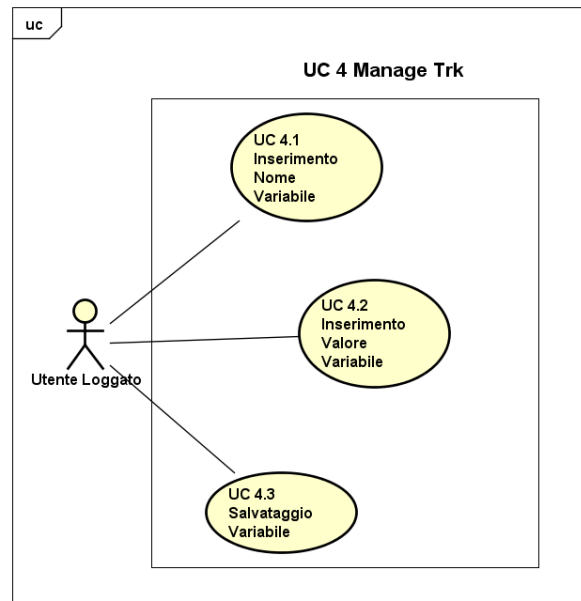 uc
UC 4 Manage Trk
UC 4.1
Inserimento
Nome
Variabile
UC 4.2
Inserimento
Valore
Variabile
Utente Loggato
UC 4.3
Salvataggio
Variabile